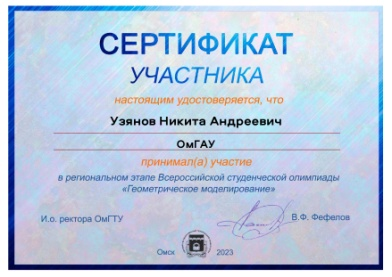 СЕРТИФИКАТ
УЧАСТНИКА
настоящим удостоверяется, что
Узянов Никита Андреевич
ОмГАУ
принимал(а) участие
в региональном этапе Всероссийской студенческой олимпиады
«Геометрическое моделирование»
И.о. ректора ОмГТУ
В.Ф. Фефелов
Омск 2023